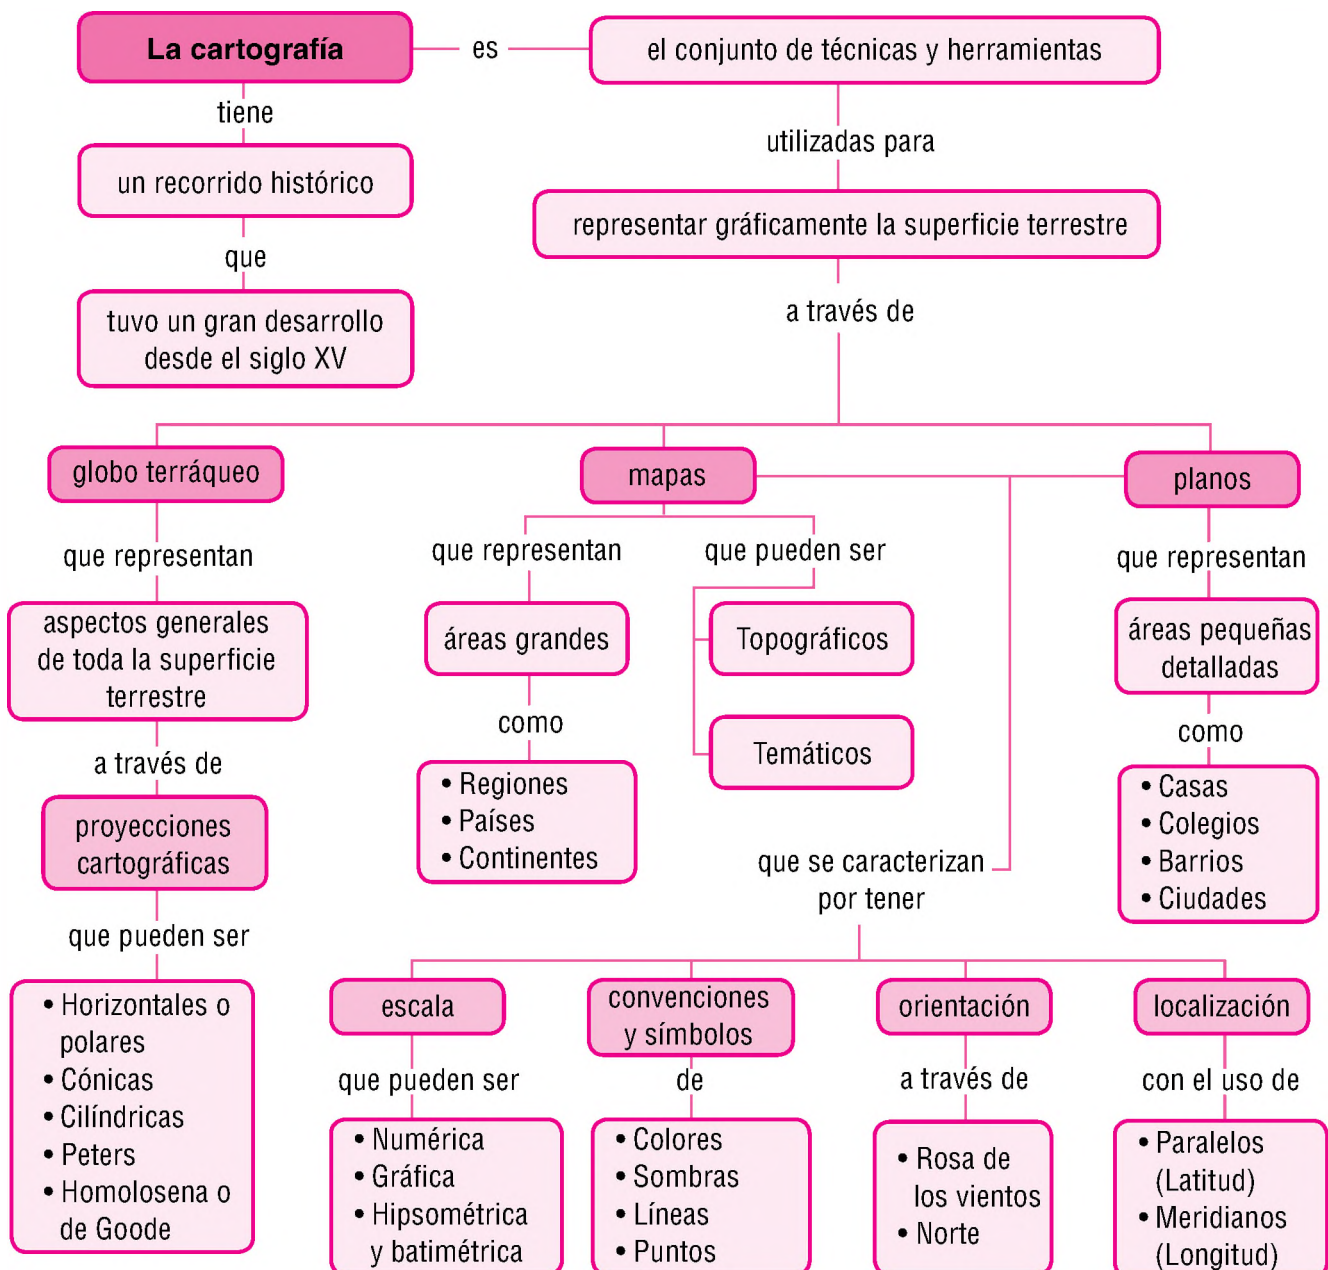 La cartografía
es
el conjunto de técnicas y herramientas
tiene
utilizadas para
un recorrido histórico
representar gráficamente la superficie terrestre
que
a través de
tuvo un gran desarrollo
desde el siglo XV
globo terráqueo
mapas
planos
que representan
aspectos generales
de toda la superficie
terrestre
a través de
proyecciones
cartográficas
que pueden ser
• Horizontales o
polares
• Cónicas
• Cilíndricas
• Peters
• Homolosena o
de Goode
que representan
áreas grandes
como
• Regiones
• Países
• Continentes
que pueden ser
Topográficos
Temáticos
que representan
áreas pequeñas
detalladas
como
• Casas
• Colegios
• Barrios
• Ciudades
que se caracterizan
por tener
escala
que pueden ser
• Numérica
• Gráfica
• Hipsométrica
y batimétrica
convenciones
y símbolos
de
• Colores
• Sombras
• Líneas
• Puntos
orientación
a través de
• Rosa de
los vientos
• Norte
localización
con el uso de
• Paralelos
(Latitud)
• Meridianos
(Longitud)